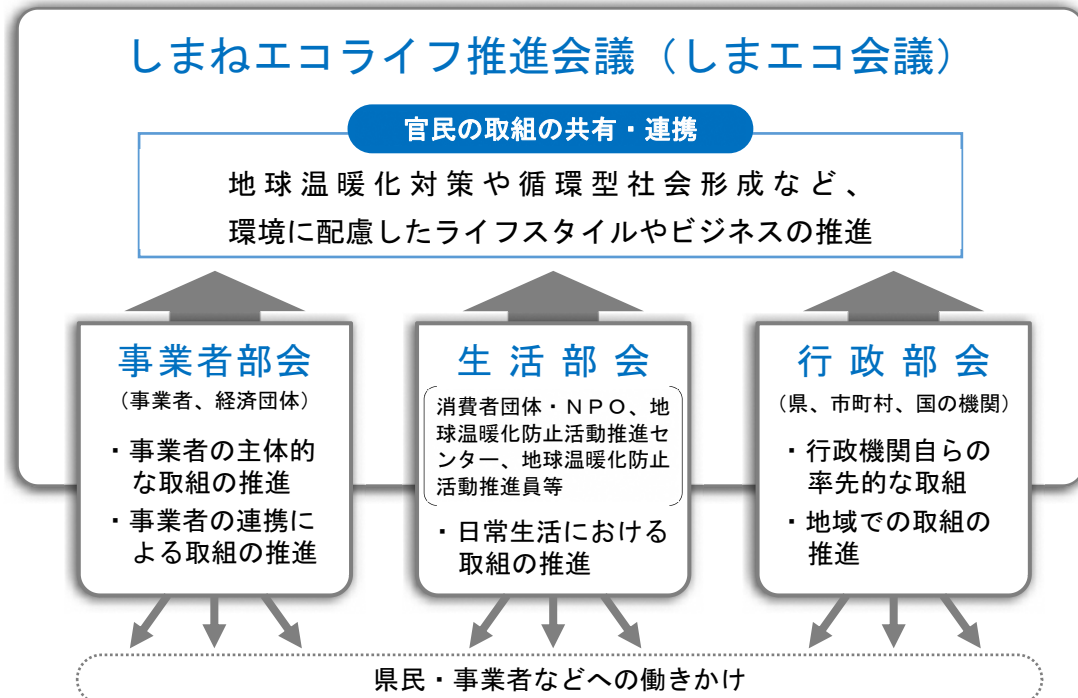 しまねエコライフ推進会議（しまエコ会議）
官民の取組の共有・連携
地球温暖化対策や循環型社会形成など、
環境に配慮したライフスタイルやビジネスの推進
事業者部会
（事業者、経済団体）
・事業者の主体的
な取組の推進
・事業者の連携に
よる取組の推進
生活部会
消費者団体・ＮＰＯ、地
球温暖化防止活動推進セ
ンター、地球温暖化防止
活動推進員等
・日常生活における
取組の推進
行政部会
（県、市町村、国の機関）
・行政機関自らの
率先的な取組
・地域での取組の
推進
県民・事業者などへの働きかけ